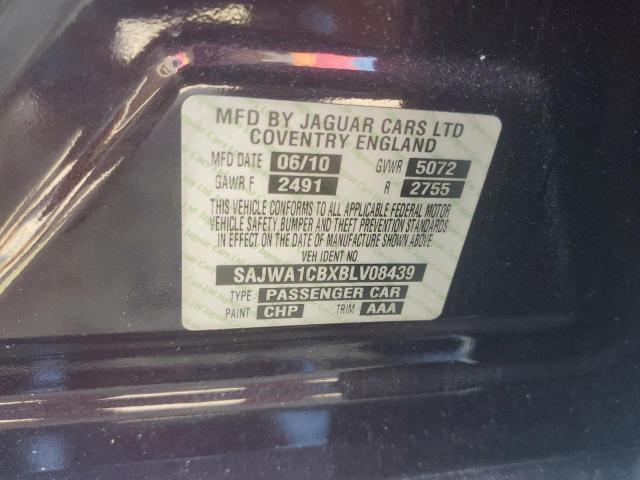 MFD BY JAGUAR CARS LTD
COVENTRY ENGLAND
MFD DATE 06/10 GVWR 5072
GAWR F 2491 R 2755
THIS VEHICLE CONFORMS TO ALL APPLICABLE FEDERAL MOTOR
VEHICLE SAFETY BUMPER AND THEFT PREVENTION STANDARDS
IN EFFECT ON THE DATE OF MANUFACTURE SHOWN ABOVE
VEH IDENT NO
SAJWA1CBXBLV08439
TYPE: PASSENGER CAR
PAINT CHP TRIM AAA